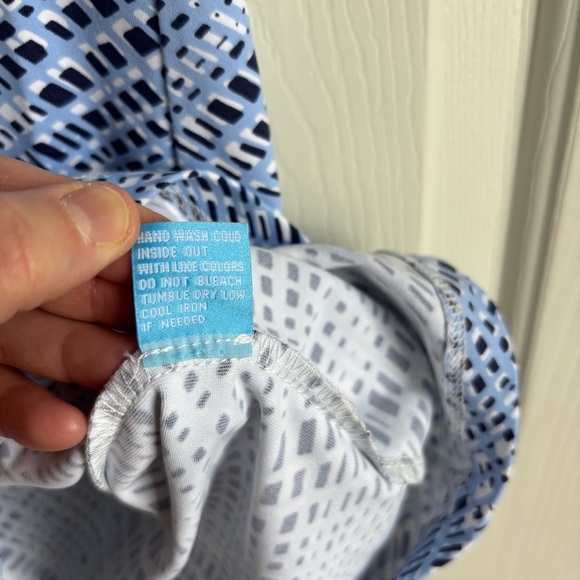 HAND WASH COLD
INSIDE OUT
WITH LIKE COLORS
DO NOT BLEACH
TUMBLE DRY LOW
COOL IRON
IF NEEDED